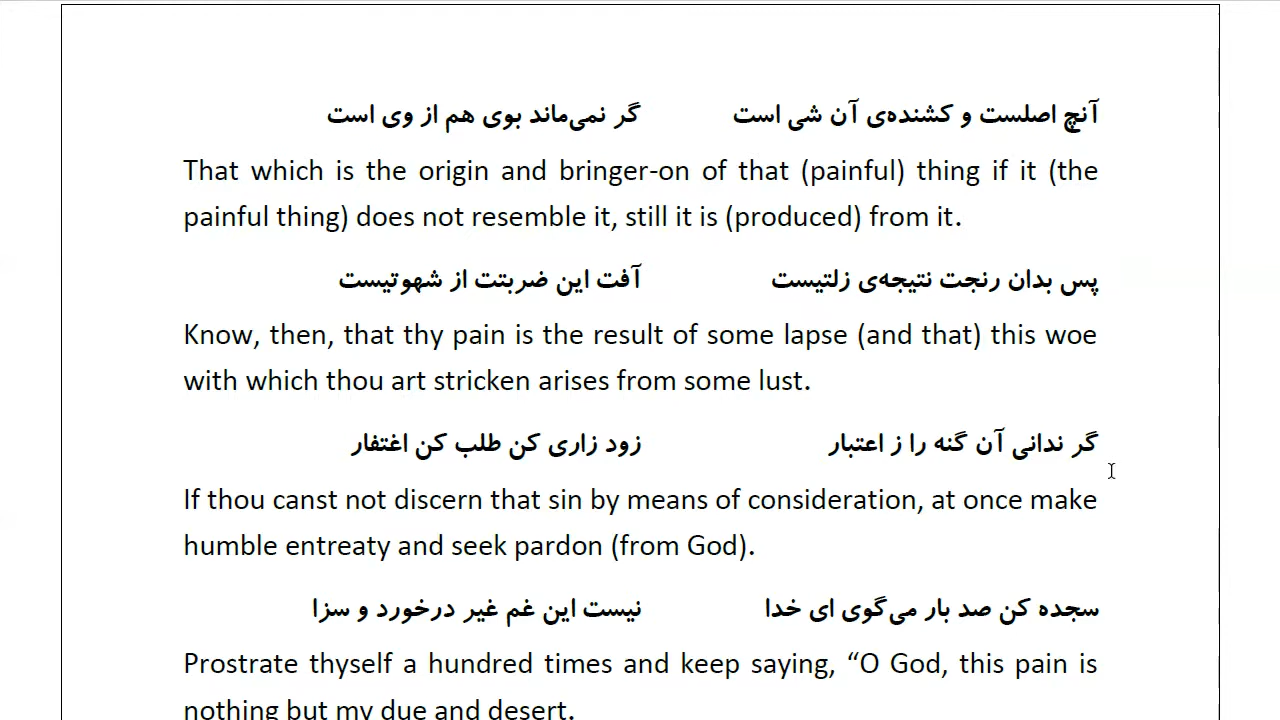 آنچ اصلست و کشنده‌ی آن شی است گر نمی‌ماند بوی هم از وی است
That which is the origin and bringer-on of that (painful) thing if it (the
painful thing) does not resemble it, still it is (produced) from it.
پس بدان رنجت نتیجه‌ی زلتیست آفت این ضربتت از شهوتیست
Know, then, that thy pain is the result of some lapse (and that) this woe
with which thou art stricken arises from some lust.
گر ندانی آن گنه را ز اعتبار زود زاری کن طلب کن اغتفار
If thou canst not discern that sin by means of consideration, at once make
humble entreaty and seek pardon (from God).
سجده کن صد بار می‌گوی ای خدا نیست این غم غیر درخورد و سزا
Prostrate thyself a hundred times and keep saying, “O God, this pain is
nothing but my due and desert.